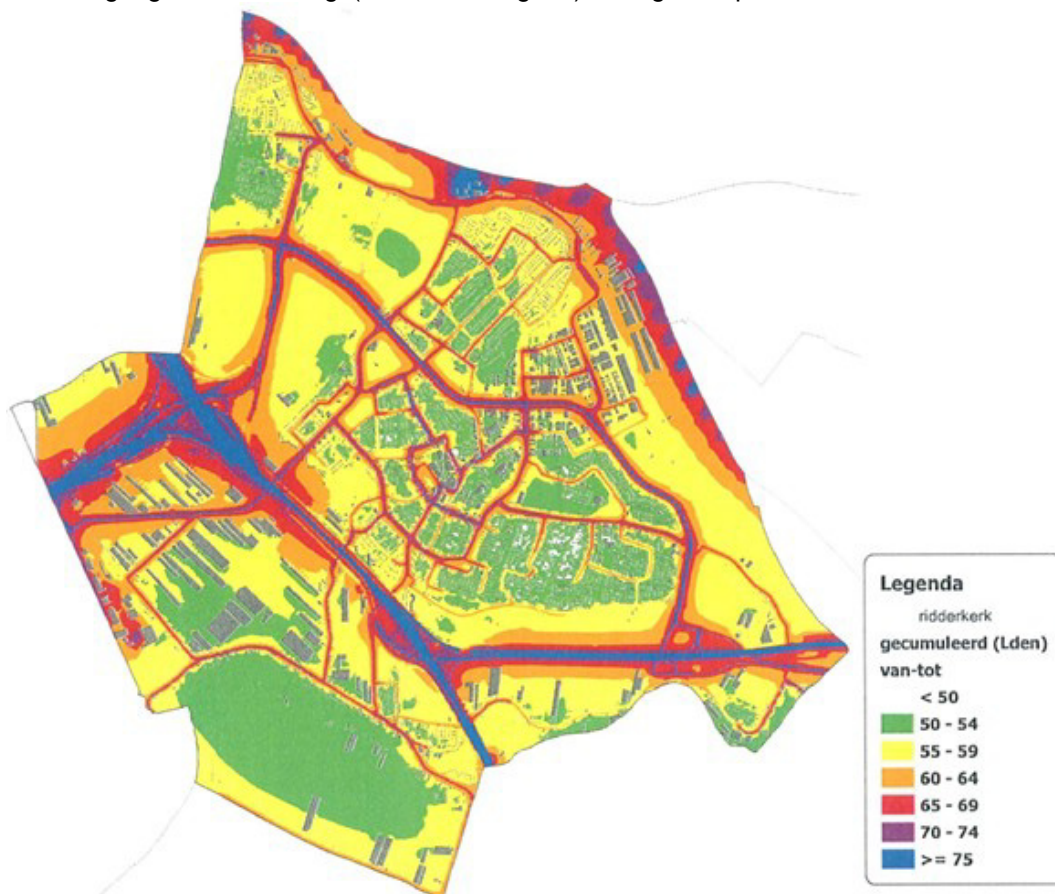 Legenda
ridderkerk
gecumuleerd (Lden)
van-tot
< 50
50 - 54
55 - 59
60 - 64
65 - 69
70 - 74
>= 75